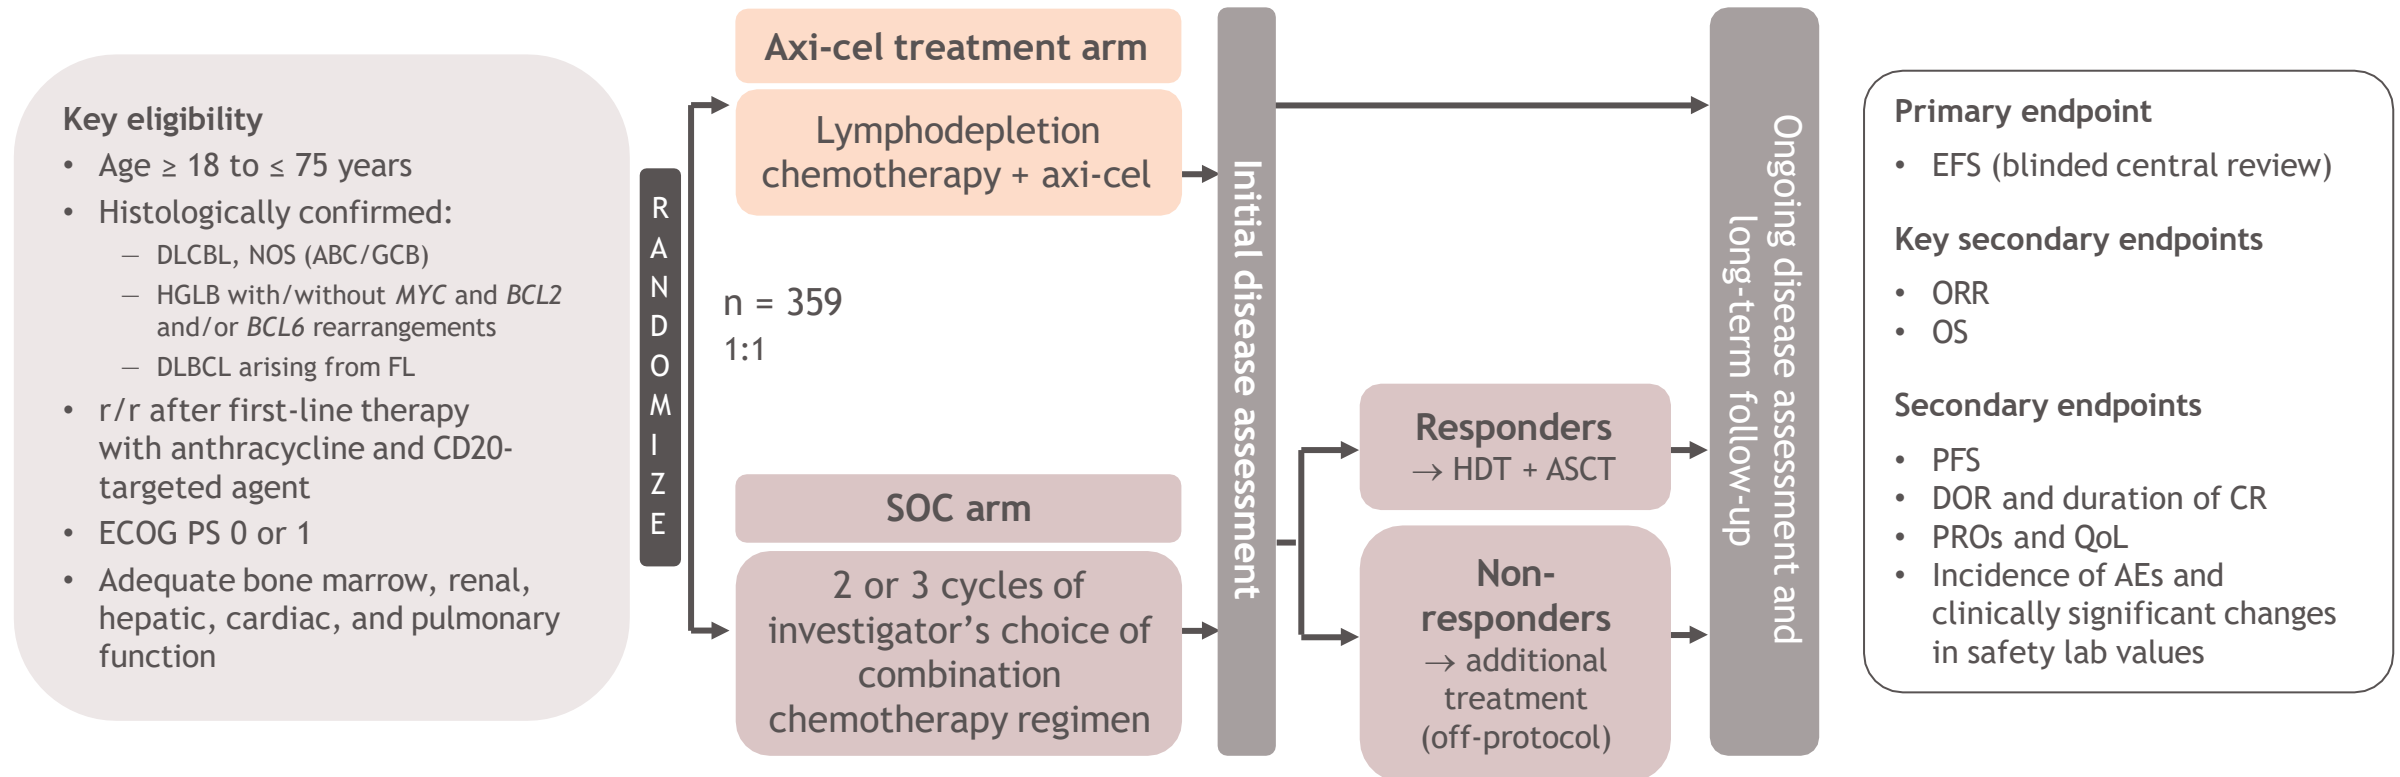 Key eligibility
• Age ≥ 18 to ≤ 75 years
• Histologically confirmed:
– DLCBL, NOS (ABC/GCB)
– HGLB with/without MYC and BCL2
and/or BCL6 rearrangements
– DLBCL arising from FL
• r/r after first-line therapy
with anthracycline and CD20-
targeted agent
• ECOG PS 0 or 1
• Adequate bone marrow, renal,
hepatic, cardiac, and pulmonary
function
RANDOMIZE
Axi-cel treatment arm
Lymphodepletion
chemotherapy + axi-cel
n = 359
1:1
SOC arm
2 or 3 cycles of
investigator’s choice of
combination
chemotherapy regimen
Initial disease assessment
Responders
→ HDT + ASCT
Non-
responders
→ additional
treatment
(off-protocol)
Ongoing disease assessment and
long-term follow-up
Primary endpoint
• EFS (blinded central review)
Key secondary endpoints
• ORR
• OS
Secondary endpoints
• PFS
• DOR and duration of CR
• PROs and QoL
• Incidence of AEs and
clinically significant changes
in safety lab values